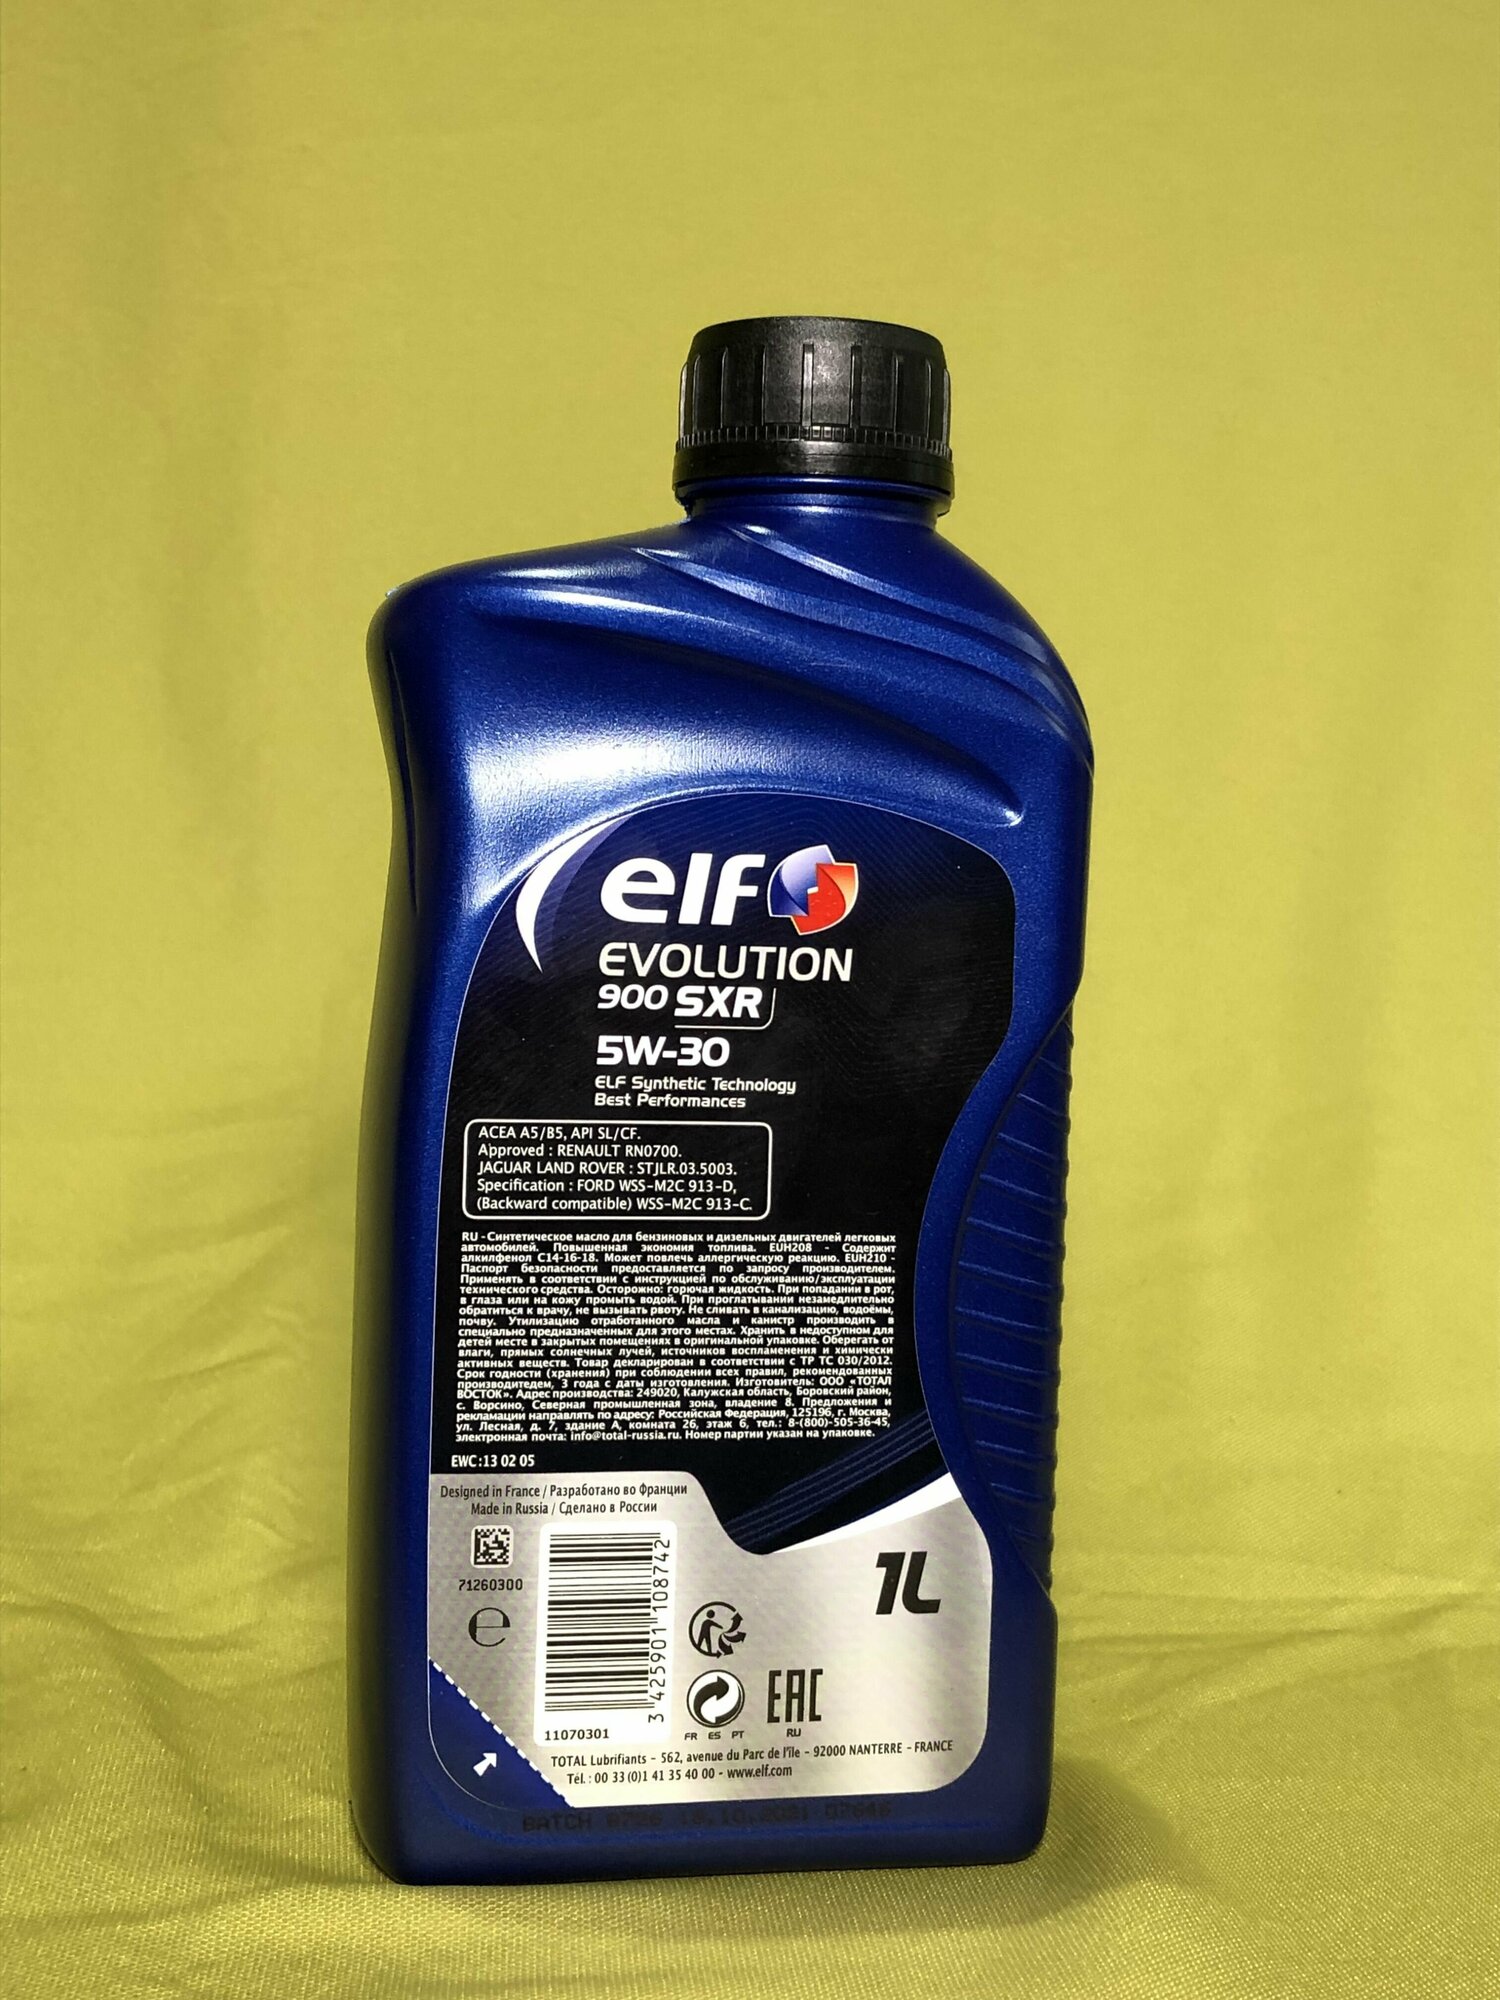 elf
EVOLUTION
900 SXR
5W-30
ELF Synthetic Technology
Best Performances
ACEA A5/B5, API SL/CF.
Approved : RENAULT RN0700.
JAGUAR LAND ROVER : STJLR.03.5003.
Specification : FORD WSS-M2C 913-D,
(Backward compatible) WSS-M2C 913-C.
RU - Синтетическое масло для бензиновых и дизельных двигателей легковых
автомобилей. Повышенная экономия топлива. EUH208 - Содержит
алкилфенол C14-16-18. Может повлечь аллергическую реакцию. EUH210 -
Паспорт безопасности предоставляется по запросу производителем.
Применять в соответствии с инструкцией по обслуживанию/эксплуатации
технического средства. Осторожно: горючая жидкость. При попадании в рот,
в глаза или на кожу промыть водой. При проглатывании незамедлительно
обратиться к врачу, не вызывать рвоту. Не сливать в канализацию, водоёмы,
почву. Утилизацию отработанного масла и канистр производить в
специально предназначенных для этого местах. Хранить в недоступном для
детей месте в закрытых помещениях в оригинальной упаковке. Оберегать от
влаги, прямых солнечных лучей, источников воспламенения и химически
активных веществ. Товар декларирован в соответствии с ТР ТС 030/2012.
Срок годности (хранения) при соблюдении всех правил, рекомендованных
производителем, 3 года с даты изготовления. Изготовитель: ООО «ТОТАЛ
ВОСТОК». Адрес производства: 249020, Калужская область, Боровский район,
с. Ворсино, Северная промышленная зона, владение 8. Предложения и
рекламации направлять по адресу: Российская Федерация, 125196, г. Москва,
ул. Лесная, д. 7, здание А, комната 26, этаж 6, тел.: 8-(800)-505-36-45,
электронная почта: info@total-russia.ru. Номер партии указан на упаковке.
EWC:13 02 05
Designed in France / Разработано во Франции
Made in Russia / Сделано в России
71260300
e
3 425901 108742
11070301
1L
EAC
FR ES PT
RU
TOTAL Lubrifiants - 562, avenue du Parc de l'île - 92000 NANTERRE - FRANCE
Tél. : 00 33 (0)1 41 35 40 00 - www.elf.com
BATCH